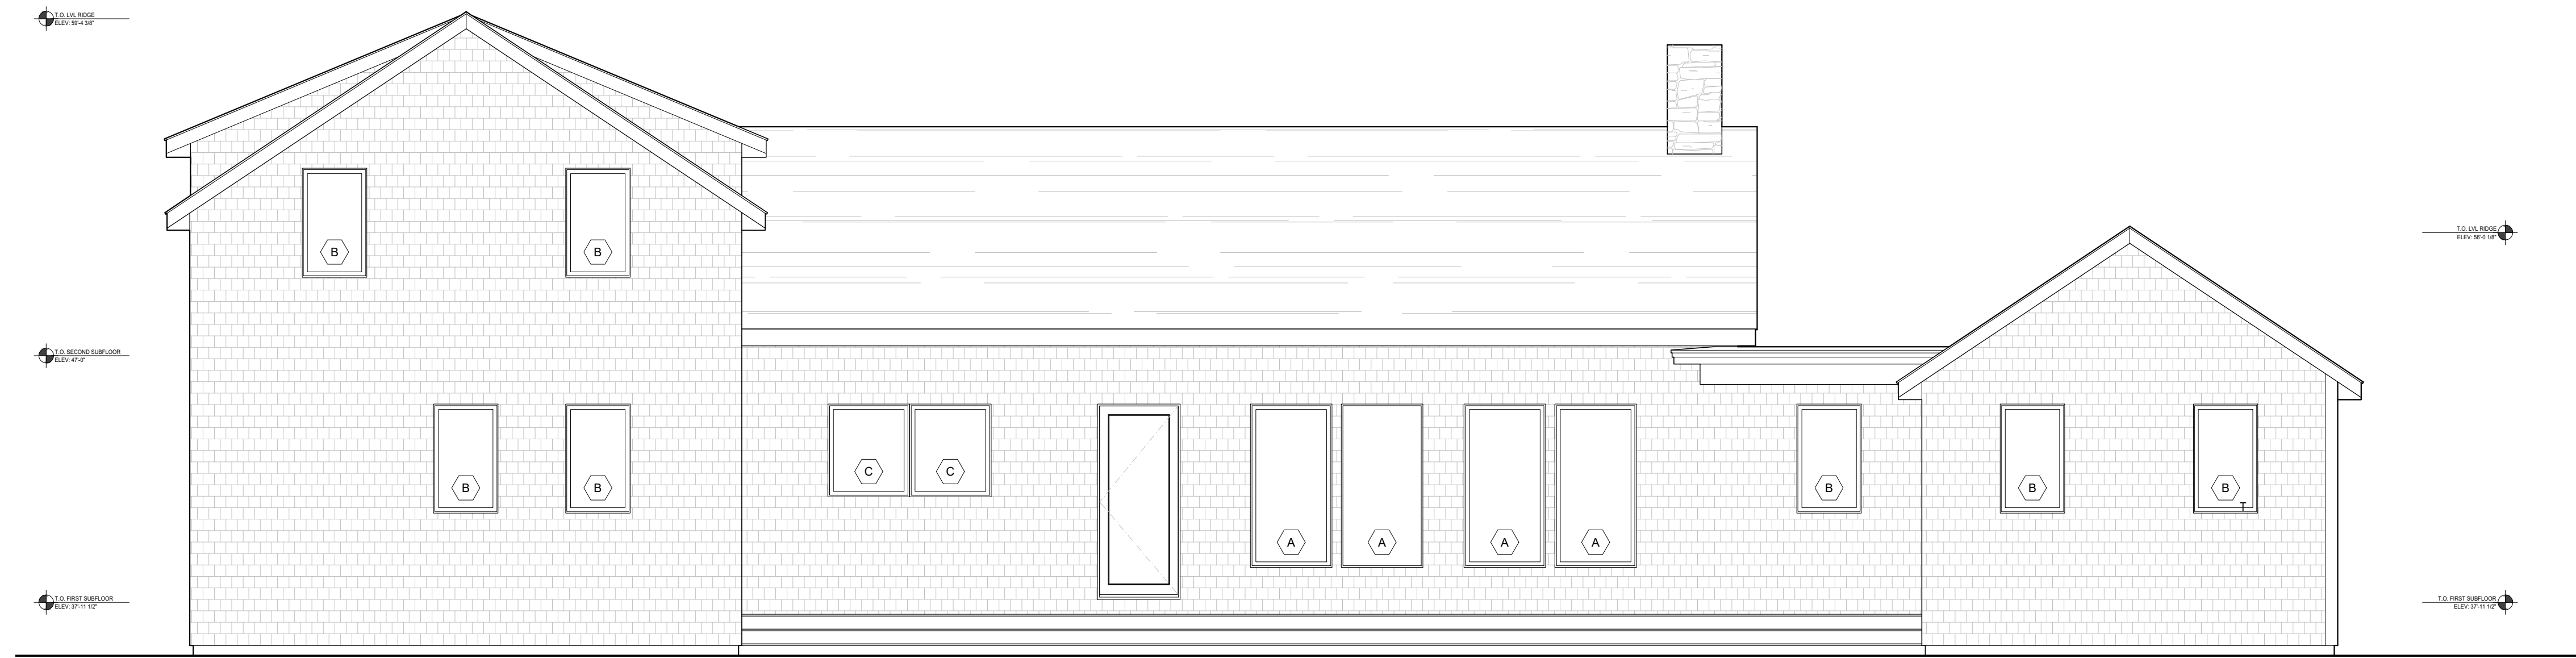 T.O. LVL RIDGE
ELEV: 59'-4 3/8"
T.O. LVL RIDGE
ELEV: 56'-0 1/8"
B
B
T.O. SECOND SUBFLOOR
ELEV: 47'-0"
C
C
B
B
B
B
B
T
A
A
A
A
T.O. FIRST SUBFLOOR
ELEV: 37'-11 1/2"
T.O. FIRST SUBFLOOR
ELEV: 37'-11 1/2"